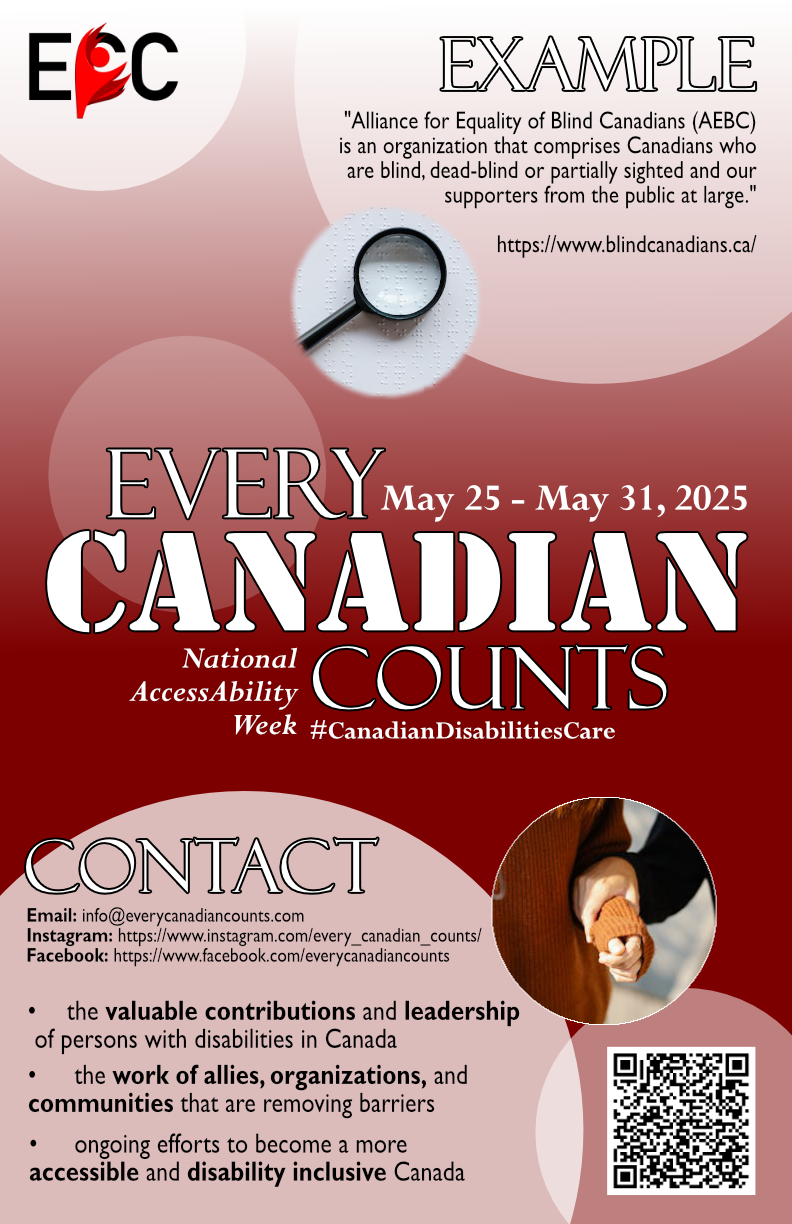 ECC
EXAMPLE
"Alliance for Equality of Blind Canadians (AEBC)
is an organization that comprises Canadians who
are blind, dead-blind or partially sighted and our
supporters from the public at large."
https://www.blindcanadians.ca/
EVERY
May 25 - May 31, 2025
CANADIAN
National
AccessAbility
Week
COUNTS
#CanadianDisabilitiesCare
CONTACT
Email: info@everycanadiancounts.com
Instagram: https://www.instagram.com/every_canadian_counts/
Facebook: https://www.facebook.com/everycanadiancounts
• the valuable contributions and leadership
of persons with disabilities in Canada
• the work of allies, organizations, and
communities that are removing barriers
• ongoing efforts to become a more
accessible and disability inclusive Canada